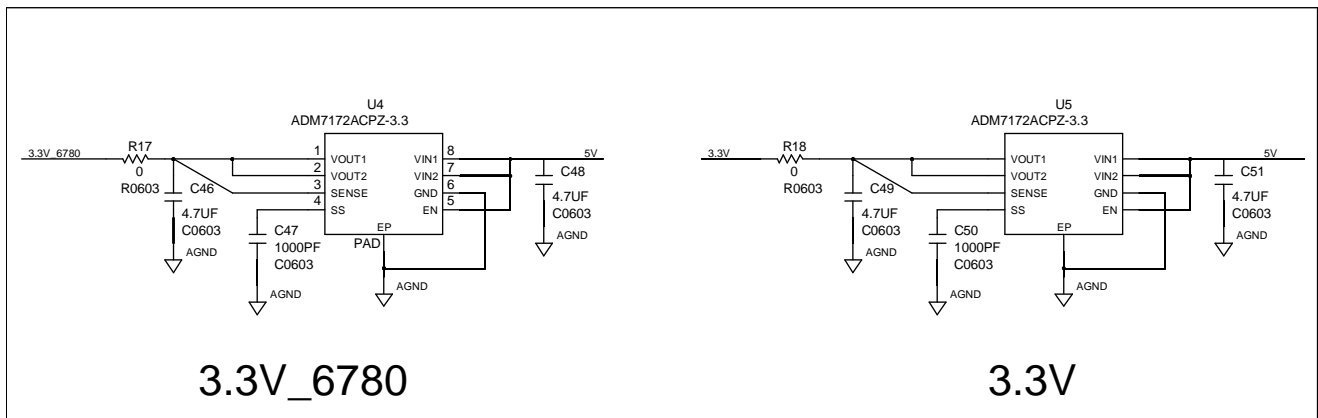 U4
ADM7172ACPZ-3.3
3.3V_6780
R17
0
R0603
C46
4.7UF
C0603
AGND
1
2
3
4
VOUT1
VOUT2
SENSE
SS
EP
PAD
VIN1
VIN2
GND
EN
8
7
6
5
5V
C48
4.7UF
C0603
AGND
C47
1000PF
C0603
AGND
AGND
3.3V_6780
U5
ADM7172ACPZ-3.3
3.3V
R18
0
R0603
C49
4.7UF
C0603
AGND
VOUT1
VOUT2
SENSE
SS
EP
VIN1
VIN2
GND
EN
5V
C51
4.7UF
C0603
AGND
C50
1000PF
C0603
AGND
AGND
3.3V